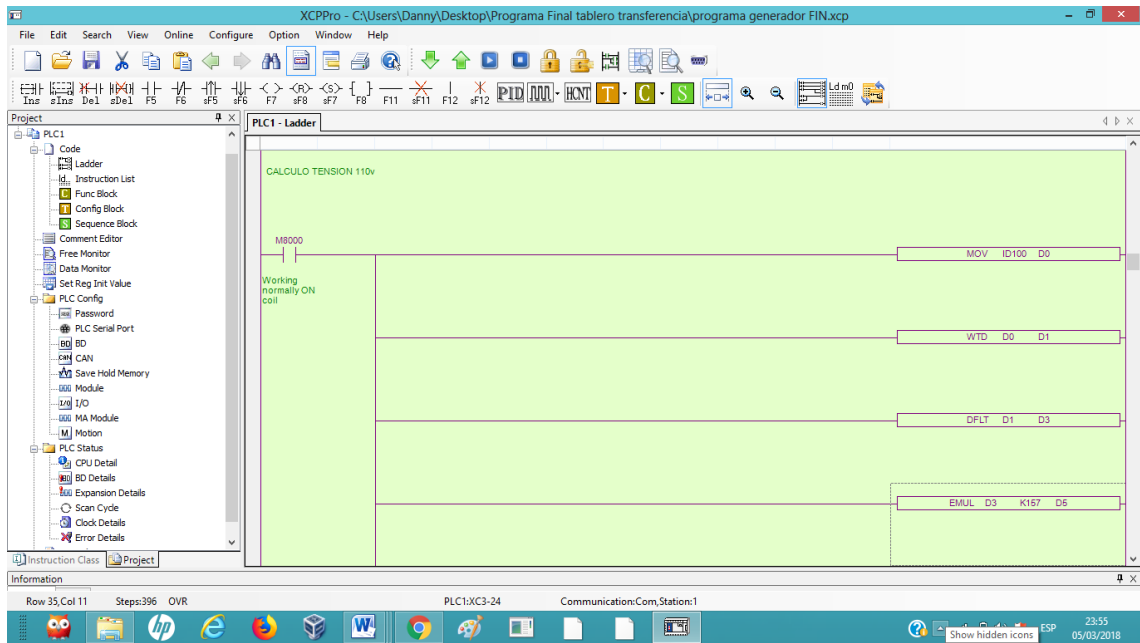 XCPPro - C:\Users\Danny\Desktop\Programa Final tablero transferencia\programa generador FIN.xcp
File Edit Search View Online Configure Option Window Help
Ins sIns Del sDel F5 F6 sF5 sF6 F7 sF8 sF7 F8 F11 sF11 F12 sF12 PID HCNT T C S Ld m0
Project
PLC1 - Ladder
PLC1
Code
Ladder
Instruction List
Func Block
Config Block
Sequence Block
Comment Editor
Free Monitor
Data Monitor
Set Reg Init Value
PLC Config
Password
PLC Serial Port
BD BD
CAN CAN
Save Hold Memory
Module
I/O I/O
MA Module
M Motion
PLC Status
CPU Detail
BD Details
Expansion Details
Scan Cycle
Clock Details
Error Details
CALCULO TENSION 110v
M8000
MOV ID100 D0
Working
normally ON
coil
WTD D0 D1
DFLT D1 D3
EMUL D3 K157 D5
Instruction Class Project
Information
Row 35,Col 11 Steps:396 OVR PLC1:XC3-24 Communication:Com,Station:1
hp
ESP
23:55
Show hidden icons
05/03/2018